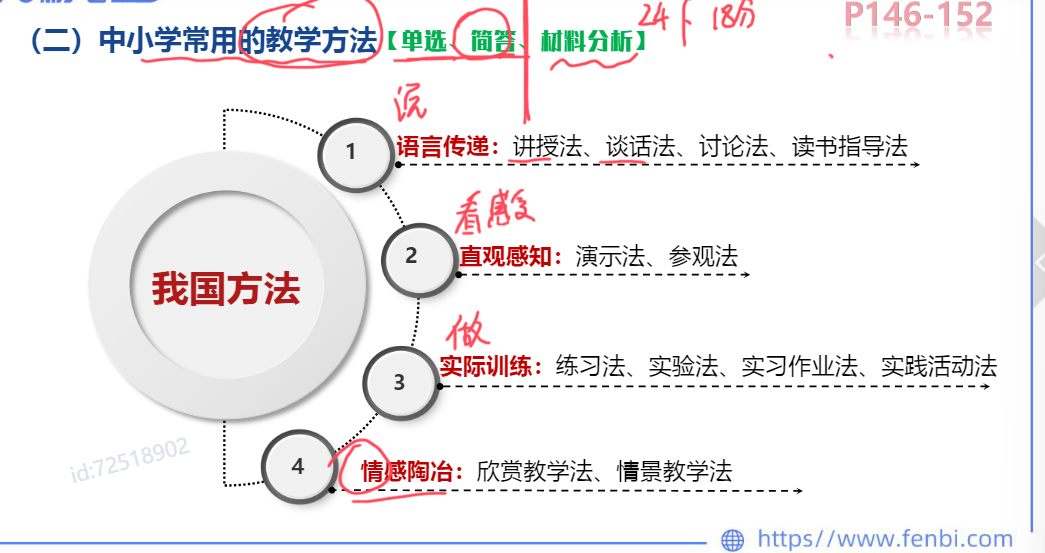 24下 18分
P146-152
（二）中小学常用的教学方法【单选、简答、材料分析】
说
1
语言传递：讲授法、谈话法、讨论法、读书指导法
看 感受
2
直观感知：演示法、参观法
我国方法
做
3
实际训练：练习法、实验法、实习作业法、实践活动法
id:72518902
4
情感陶冶：欣赏教学法、情景教学法
https//www.fenbi.com